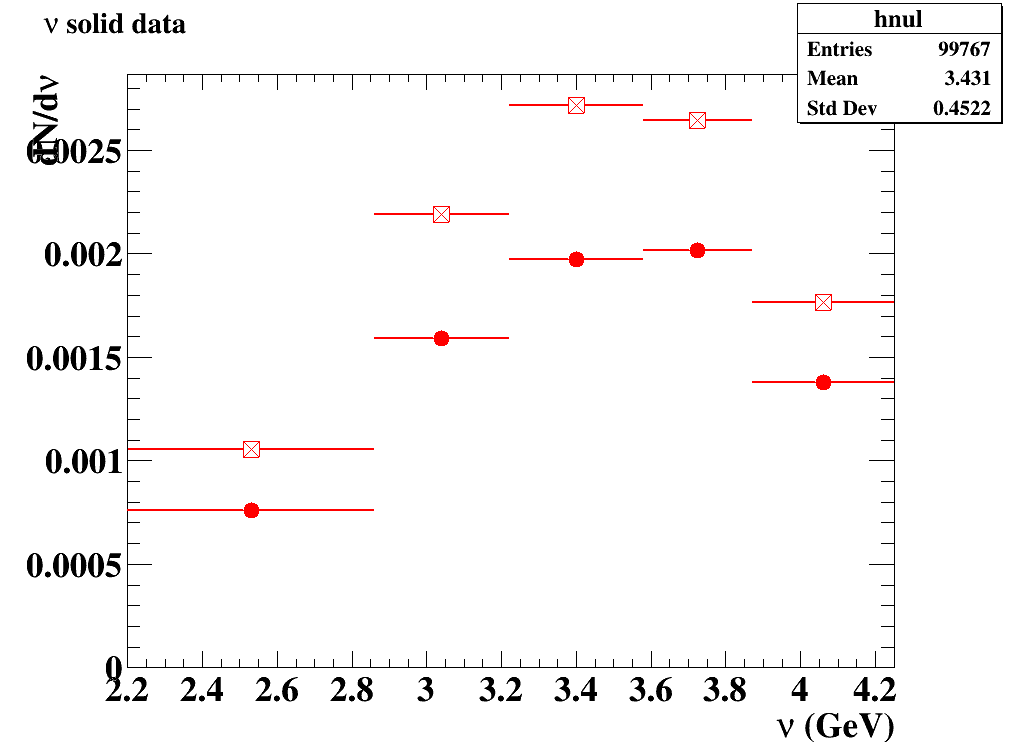 ν solid data
hnul
Entries 99767
Mean 3.431
Std Dev 0.4522
dN/dν
0.0025
0.002
0.0015
0.001
0.0005
0
2.2 2.4 2.6 2.8 3 3.2 3.4 3.6 3.8 4 4.2
ν (GeV)